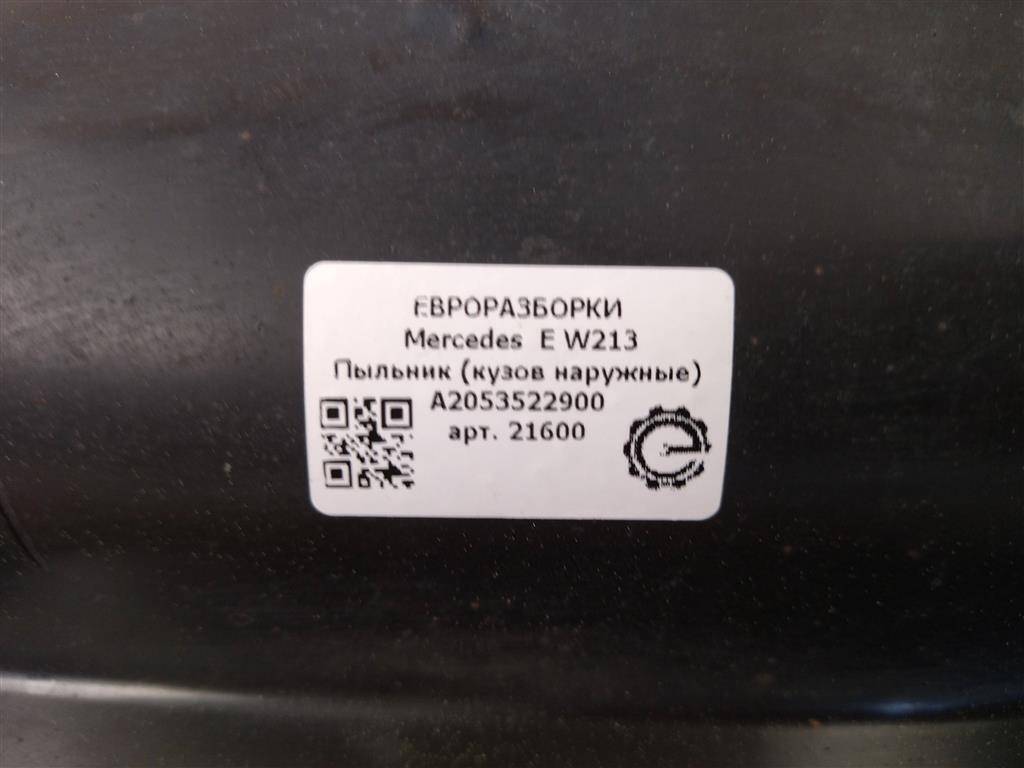 ЕВРОРАЗБОРКИ
Mercedes E W213
Пыльник (кузов наружные)
A2053522900
арт. 21600